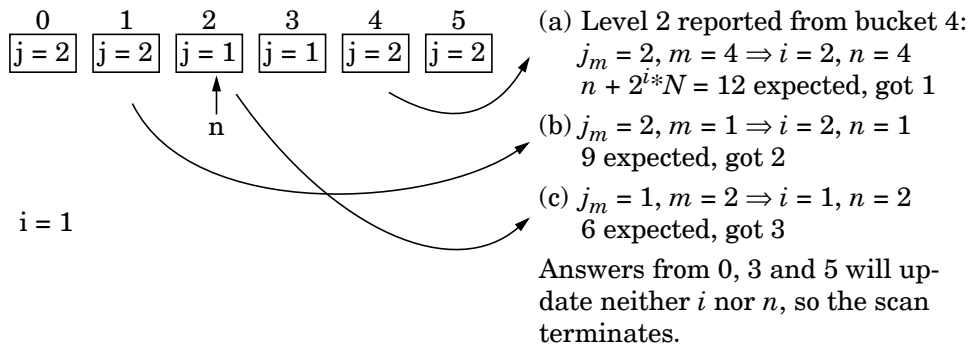 0 1 2 3 4 5
j = 2 j = 2 j = 1 j = 1 j = 2 j = 2
n
i = 1
(a) Level 2 reported from bucket 4:
j_m = 2, m = 4 ⇒ i = 2, n = 4
n + 2^i*N = 12 expected, got 1
(b) j_m = 2, m = 1 ⇒ i = 2, n = 1
9 expected, got 2
(c) j_m = 1, m = 2 ⇒ i = 1, n = 2
6 expected, got 3
Answers from 0, 3 and 5 will up-
date neither i nor n, so the scan
terminates.